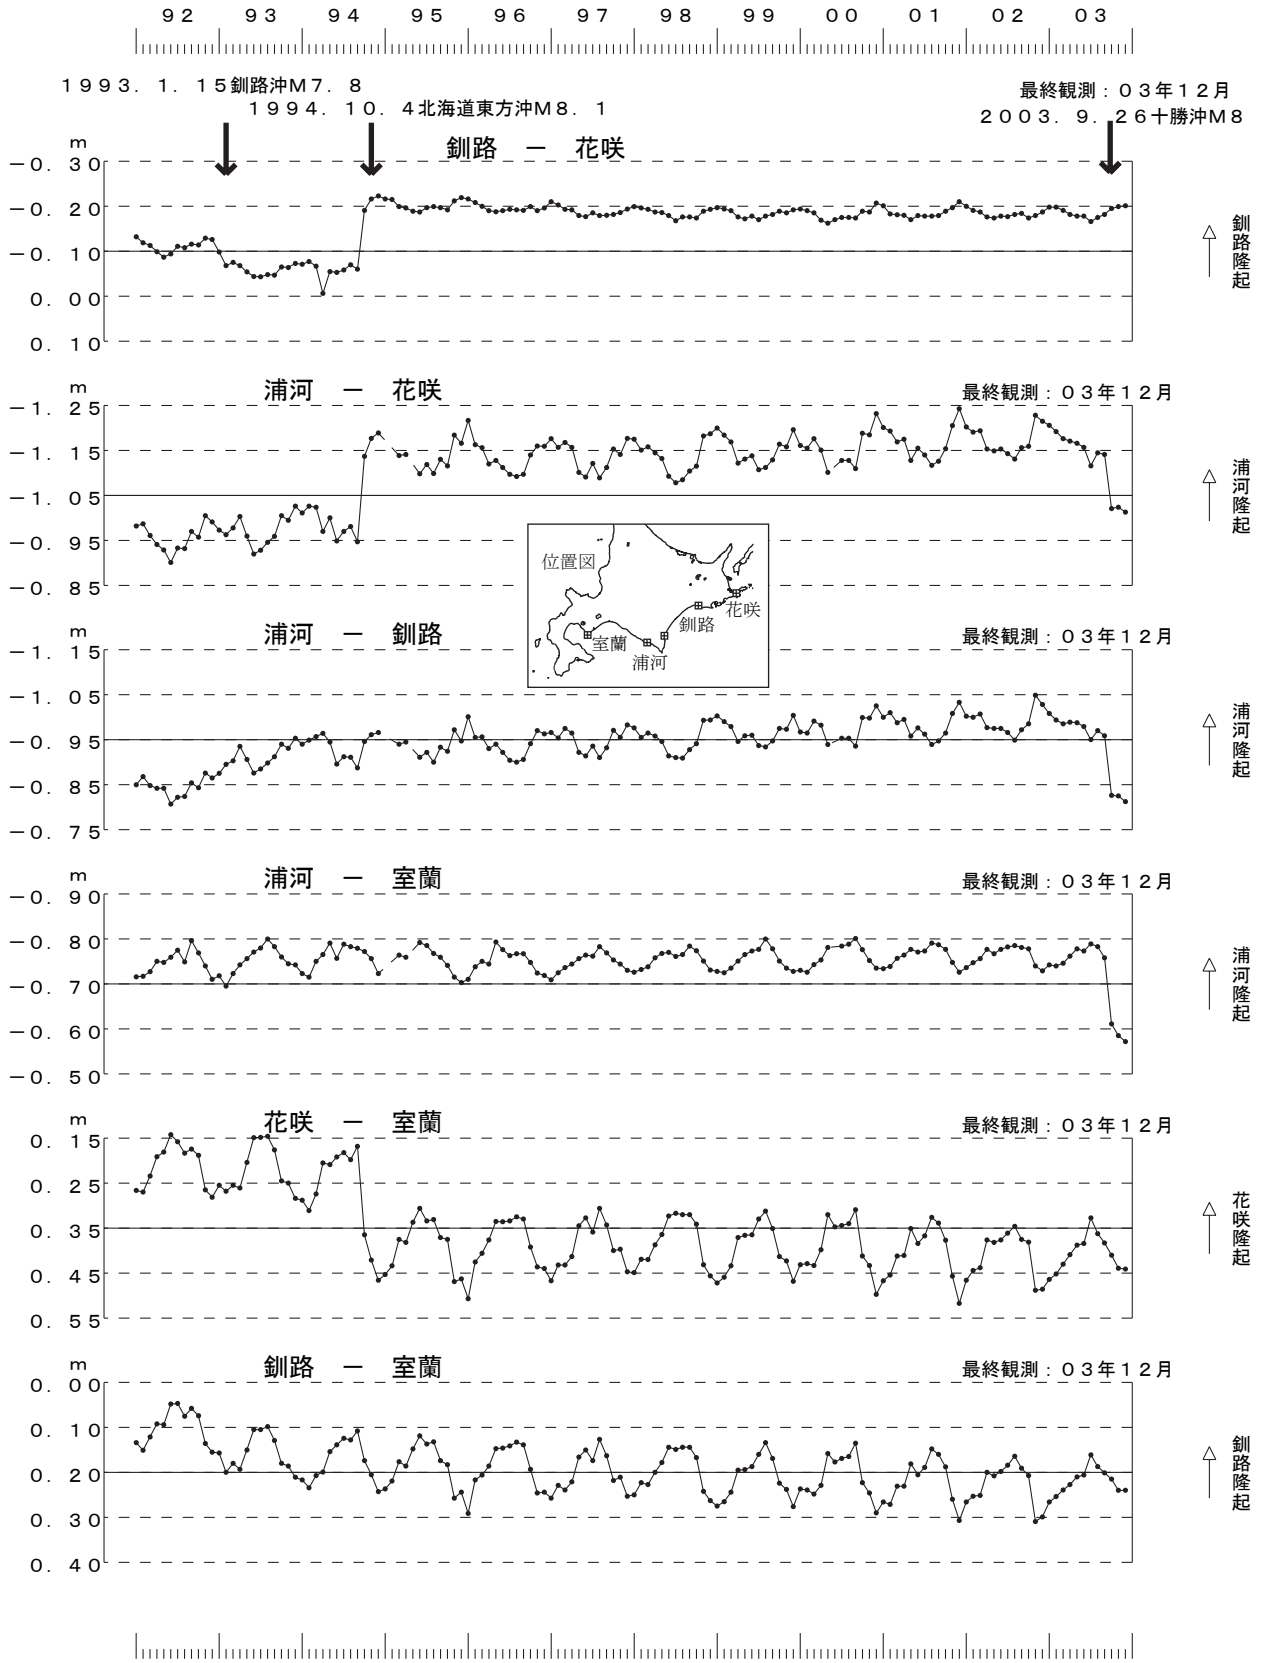 ９２　９３　９４　９５　９６　９７　９８　９９　００　０１　０２　０３
１９９３．１．１５釧路沖Ｍ７．８
最終観測：０３年１２月
１９９４．１０．４北海道東方沖Ｍ８．１
２００３．９．２６十勝沖Ｍ８
ｍ
釧路　－　花咲
－０．３０
－０．２０
－０．１０
０．００
０．１０
釧路隆起
ｍ
浦河　－　花咲
最終観測：０３年１２月
－１．２５
－１．１５
－１．０５
－０．９５
－０．８５
浦河隆起
位置図
花咲
釧路
室蘭
浦河
ｍ
浦河　－　釧路
最終観測：０３年１２月
－１．１５
－１．０５
－０．９５
－０．８５
－０．７５
浦河隆起
ｍ
浦河　－　室蘭
最終観測：０３年１２月
－０．９０
－０．８０
－０．７０
－０．６０
－０．５０
浦河隆起
ｍ
花咲　－　室蘭
最終観測：０３年１２月
０．１５
０．２５
０．３５
０．４５
０．５５
花咲隆起
ｍ
釧路　－　室蘭
最終観測：０３年１２月
０．００
０．１０
０．２０
０．３０
０．４０
釧路隆起